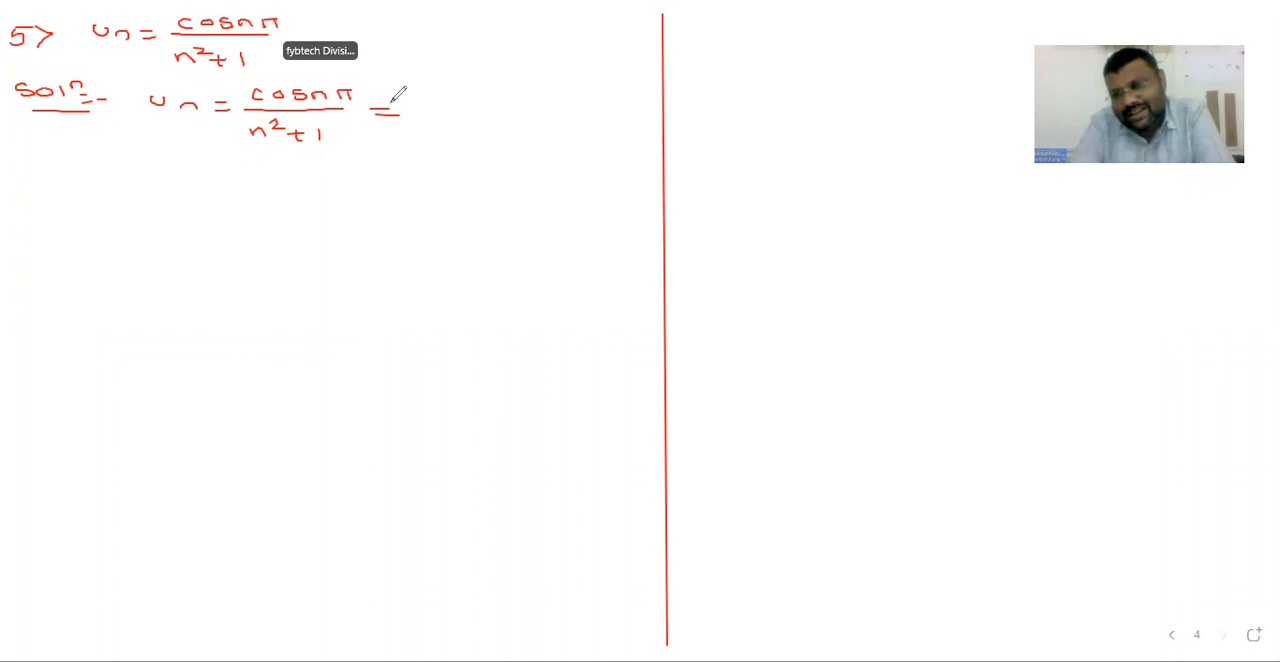 5> un = cosnπ
n²+1
fybtech Divisi...
Solⁿ:- un = cosnπ =
n²+1
4